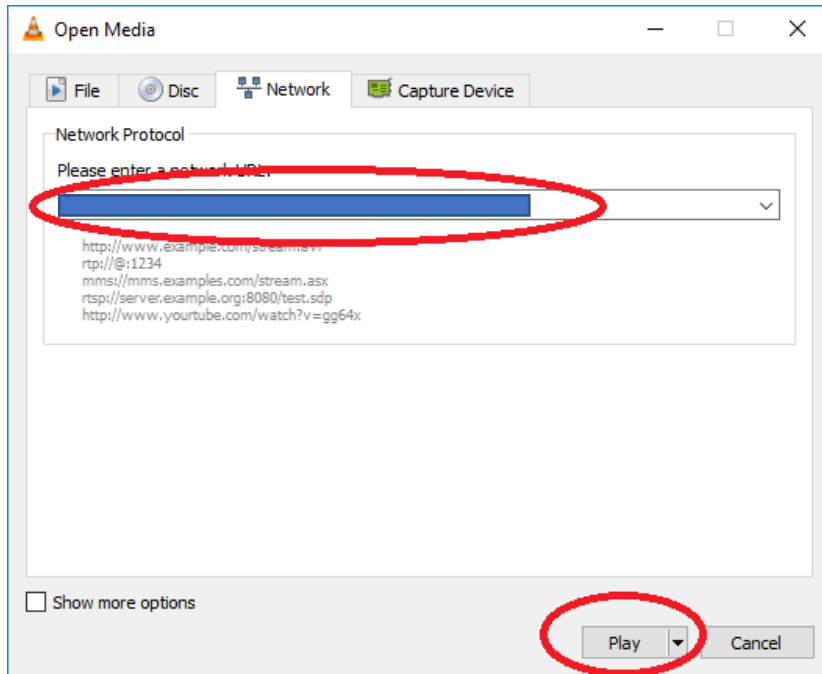 Open Media
File Disc Network Capture Device
Network Protocol
Please enter a network URL:
http://www.example.com/stream.avi
rtp://@:1234
mms://mms.examples.com/stream.asx
rtsp://server.example.org:8080/test.sdp
http://www.yourtube.com/watch?v=gg64x
Show more options
Play Cancel